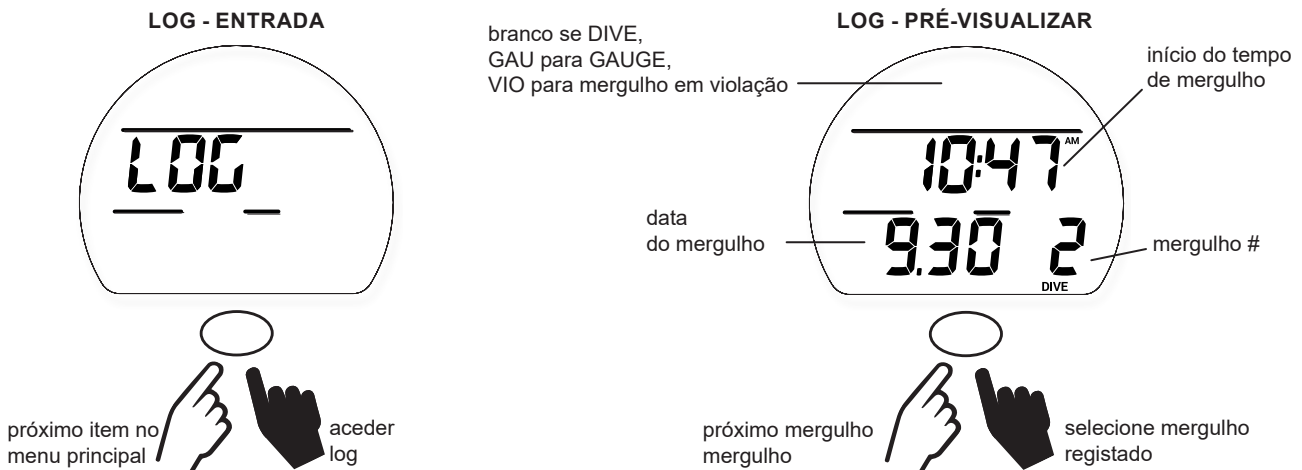 LOG - ENTRADA
LOG
próximo item no
menu principal
aceder
log
LOG - PRÉ-VISUALIZAR
branco se DIVE,
GAU para GAUGE,
VIO para mergulho em violação
início do tempo
de mergulho
10:47 AM
data
do mergulho
9.30 2
DIVE
mergulho #
próximo mergulho
mergulho
selecione mergulho
registado